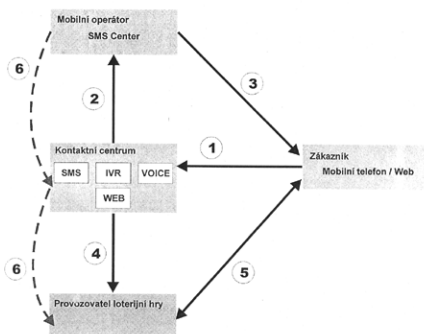 Mobilní operátor
SMS Center
6
2
3
1
Kontaktní centrum
SMS
IVR
VOICE
WEB
Zákazník
Mobilní telefon / Web
4
6
5
Provozovatel loterijní hry